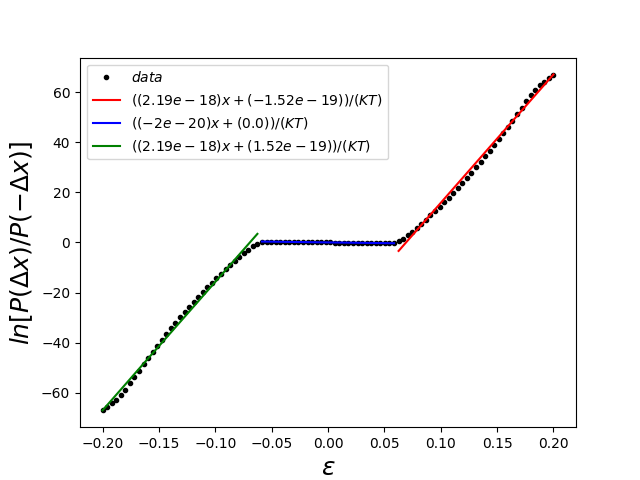 data
((2.19e − 18)x + (−1.52e − 19))/(KT)
((−2e − 20)x + (0.0))/(KT)
((2.19e − 18)x + (1.52e − 19))/(KT)
ln[P(Δx)/P(−Δx)]
60
40
20
0
−20
−40
−60
−0.20 −0.15 −0.10 −0.05 0.00 0.05 0.10 0.15 0.20
ε